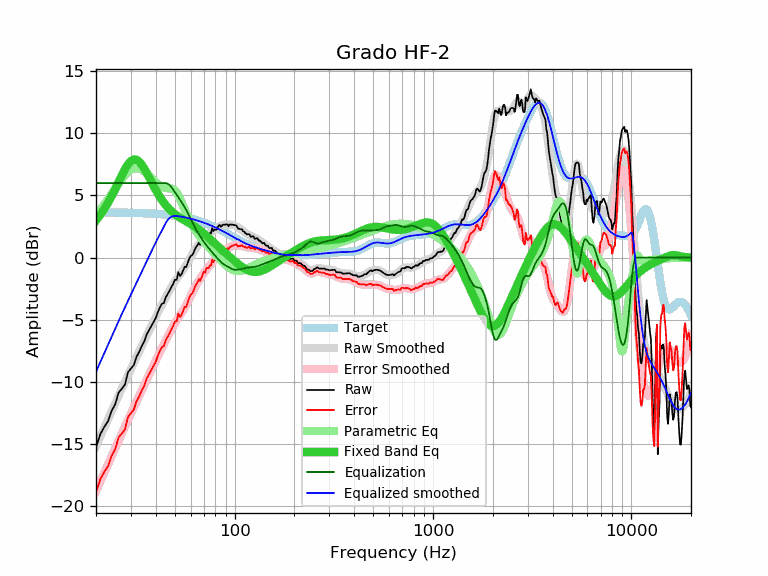 Grado HF-2
15
10
5
0
−5
−10
−15
−20
Amplitude (dBr)
Target
Raw Smoothed
Error Smoothed
Raw
Error
Parametric Eq
Fixed Band Eq
Equalization
Equalized smoothed
100
1000
10000
Frequency (Hz)